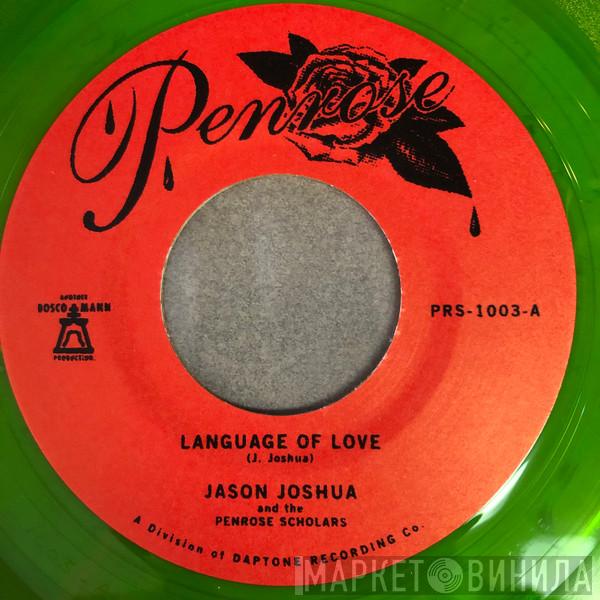 Penrose
another
BOSCO MANN
production.
PRS-1003-A
LANGUAGE OF LOVE
(J. Joshua)
JASON JOSHUA
and the
PENROSE SCHOLARS
A Division of DAPTONE RECORDING Co.
МАРКЕТ ВИНИЛА